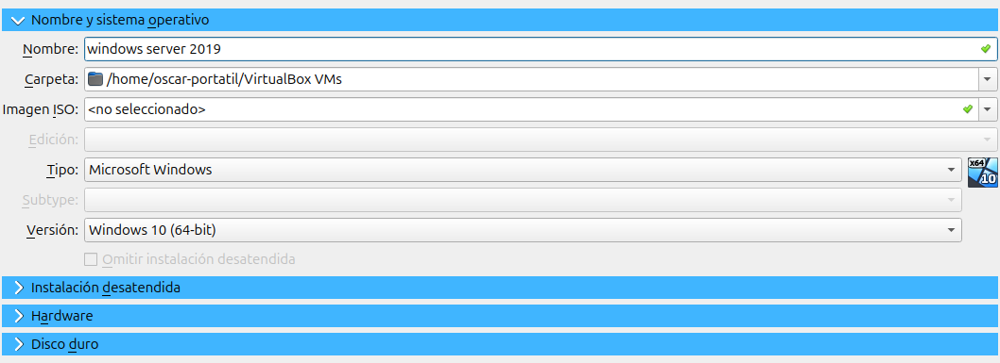 Nombre y sistema operativo
Nombre: windows server 2019
Carpeta: /home/oscar-portatil/VirtualBox VMs
Imagen ISO: <no seleccionado>
Edición:
Tipo: Microsoft Windows x64 10
Subtype:
Versión: Windows 10 (64-bit)
Omitir instalación desatendida
Instalación desatendida
Hardware
Disco duro